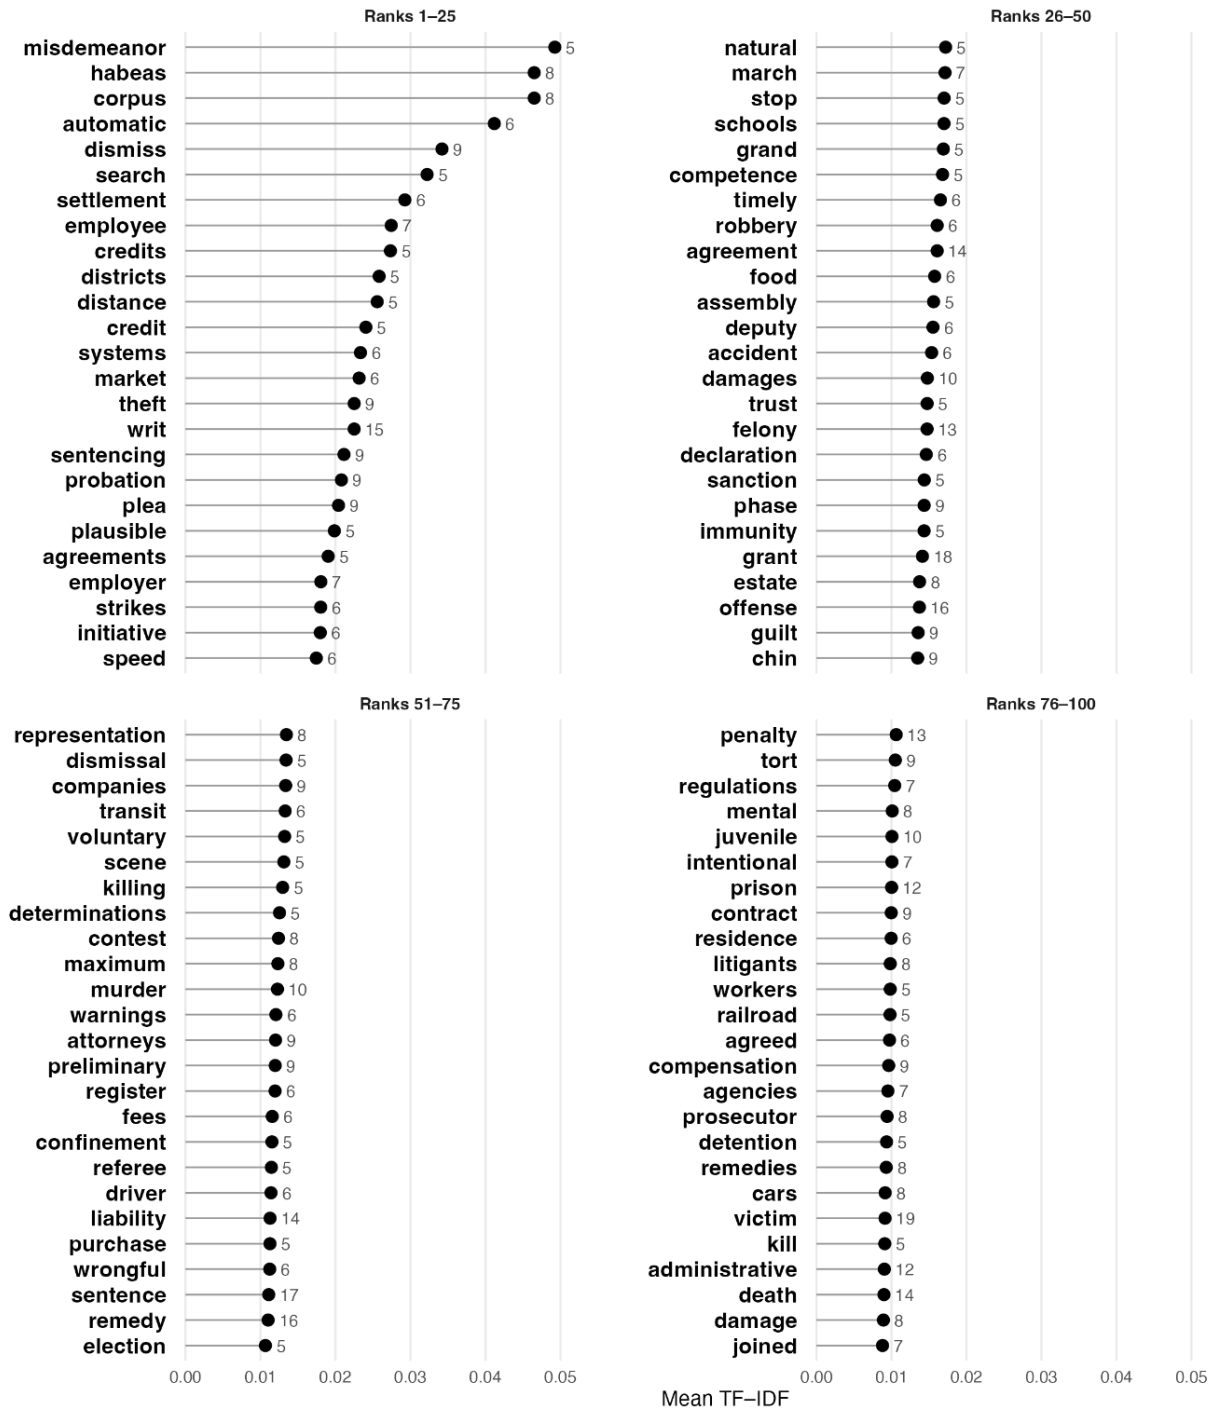 Ranks 1–25
misdemeanor 5
habeas 8
corpus 8
automatic 6
dismiss 9
search 5
settlement 6
employee 7
credits 5
districts 5
distance 5
credit 5
systems 6
market 6
theft 9
writ 15
sentencing 9
probation 9
plea 9
plausible 5
agreements 5
employer 7
strikes 6
initiative 6
speed 6
Ranks 26–50
natural 5
march 7
stop 5
schools 5
grand 5
competence 5
timely 6
robbery 6
agreement 14
food 6
assembly 5
deputy 6
accident 6
damages 10
trust 5
felony 13
declaration 6
sanction 5
phase 9
immunity 5
grant 18
estate 8
offense 16
guilt 9
chin 9
Ranks 51–75
representation 8
dismissal 5
companies 9
transit 6
voluntary 5
scene 5
killing 5
determinations 5
contest 8
maximum 8
murder 10
warnings 6
attorneys 9
preliminary 9
register 6
fees 6
confinement 5
referee 5
driver 6
liability 14
purchase 5
wrongful 6
sentence 17
remedy 16
election 5
0.00 0.01 0.02 0.03 0.04 0.05
Ranks 76–100
penalty 13
tort 9
regulations 7
mental 8
juvenile 10
intentional 7
prison 12
contract 9
residence 6
litigants 8
workers 5
railroad 5
agreed 6
compensation 9
agencies 7
prosecutor 8
detention 5
remedies 8
cars 8
victim 19
kill 5
administrative 12
death 14
damage 8
joined 7
0.00 0.01 0.02 0.03 0.04 0.05
Mean TF–IDF